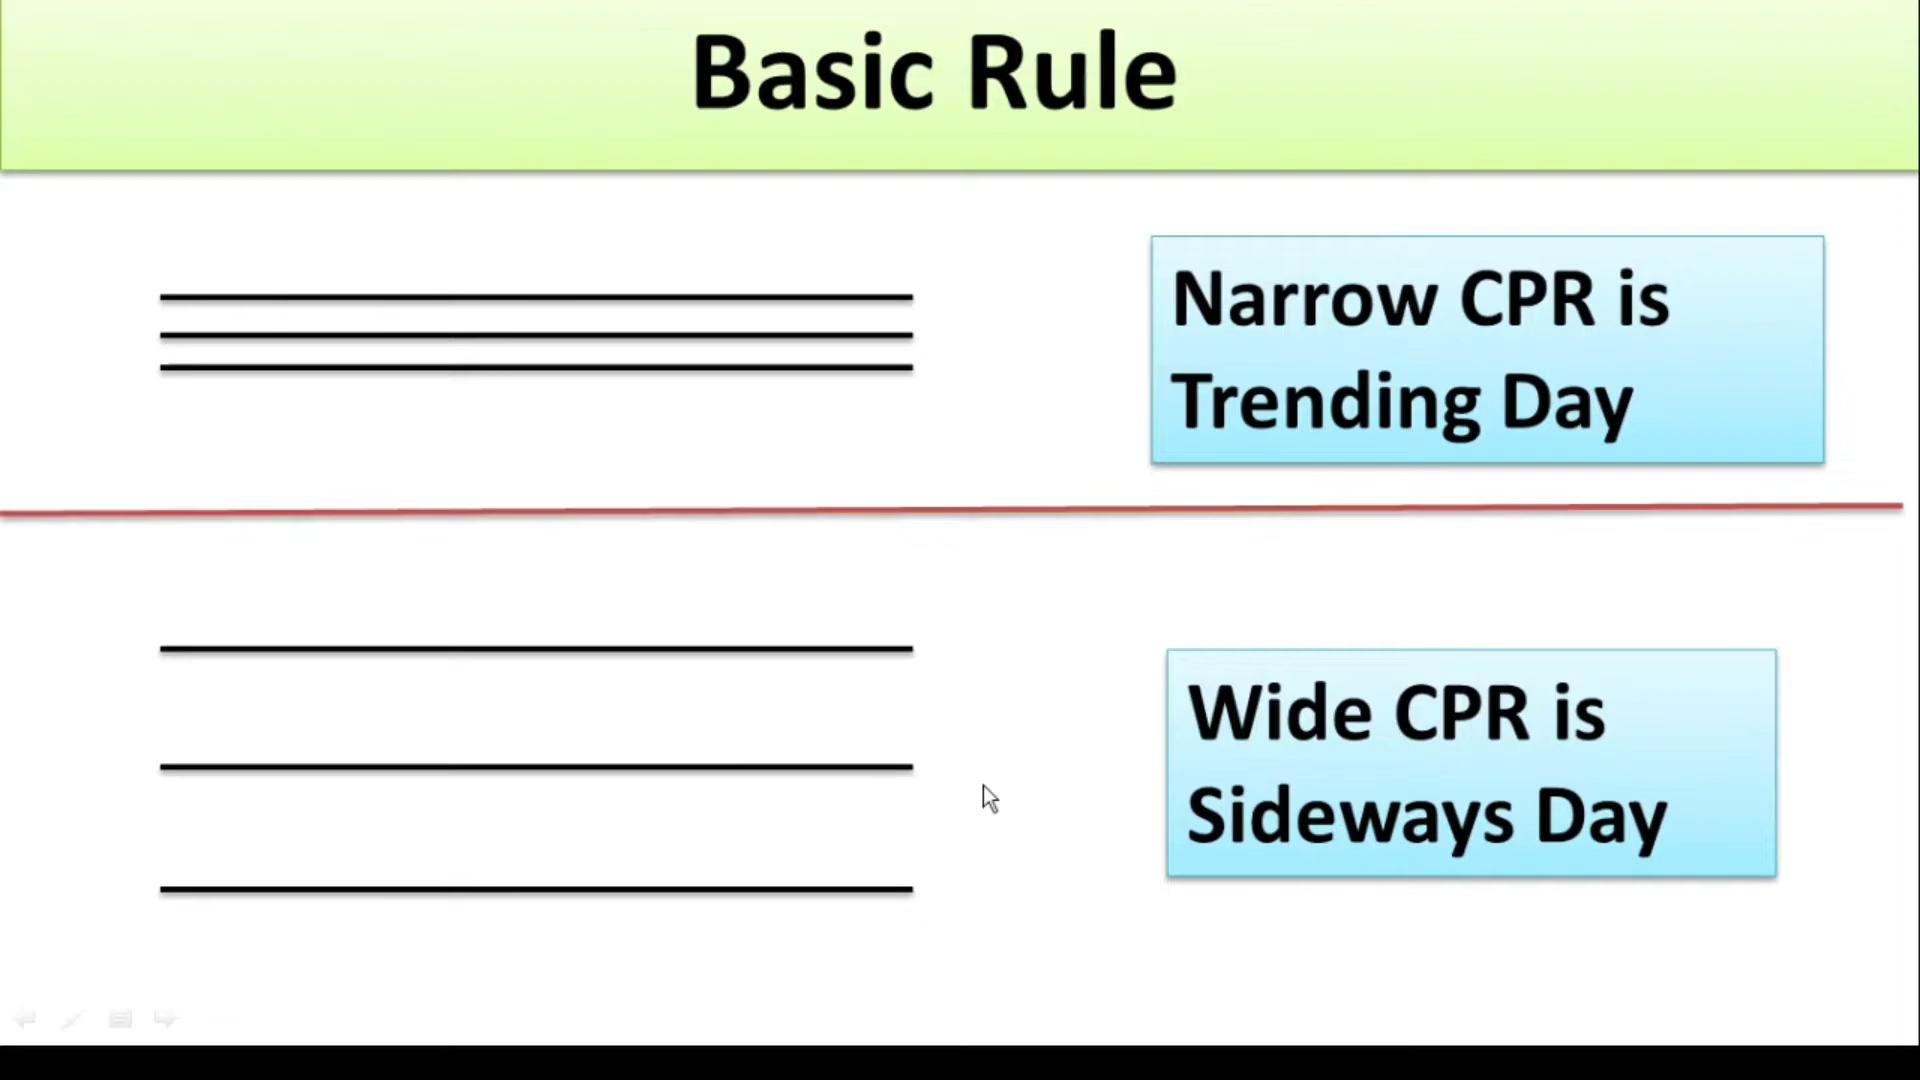 Basic Rule
Narrow CPR is
Trending Day
Wide CPR is
Sideways Day